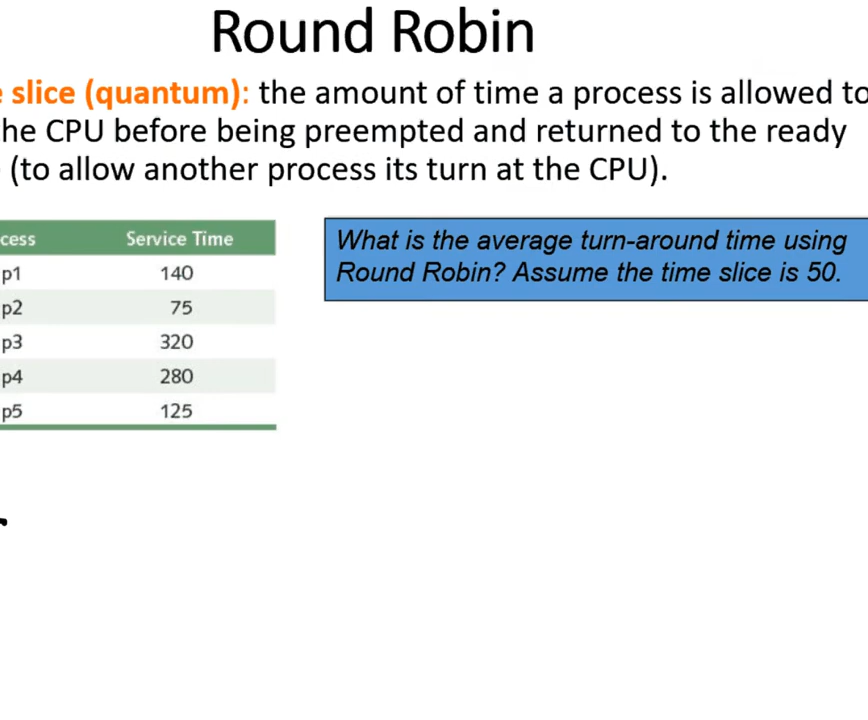 Round Robin
slice (quantum): the amount of time a process is allowed to
he CPU before being preempted and returned to the ready
(to allow another process its turn at the CPU).
cess Service Time
p1 140
p2 75
p3 320
p4 280
p5 125
What is the average turn-around time using
Round Robin? Assume the time slice is 50.